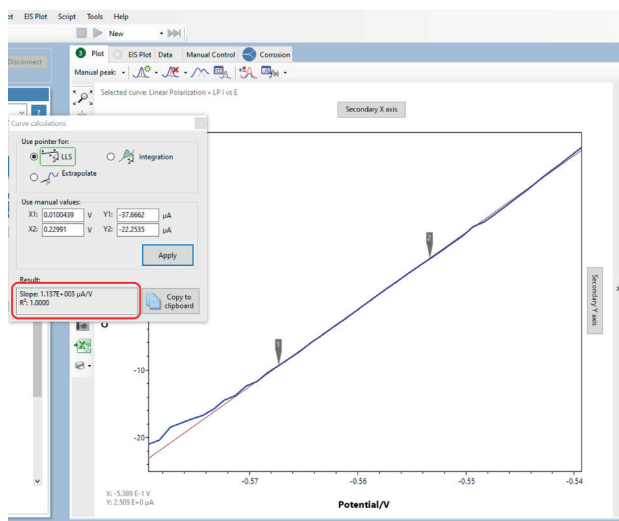 ot EIS Plot Script Tools Help
New
Disconnect
3 Plot EIS Plot Data Manual Control Corrosion
Manual peak:
Selected curve: Linear Polarization » LP I vs E
Secondary X axis
Curve calculations
Use pointer for:
LLS Integration
Extrapolate
Use manual values:
X1: 0.0100439 V Y1: -37.6662 µA
X2: 0.22991 V Y2: -22.2535 µA
Apply
Result:
Slope: 1.137E+003 µA/V
R²: 1.0000
Copy to
clipboard
2
1
Secondary Y axis
-10
-20
-0.57 -0.56 -0.55 -0.54
X: -5.389 E-1 V
Y: 2.509 E+0 µA
Potential/V